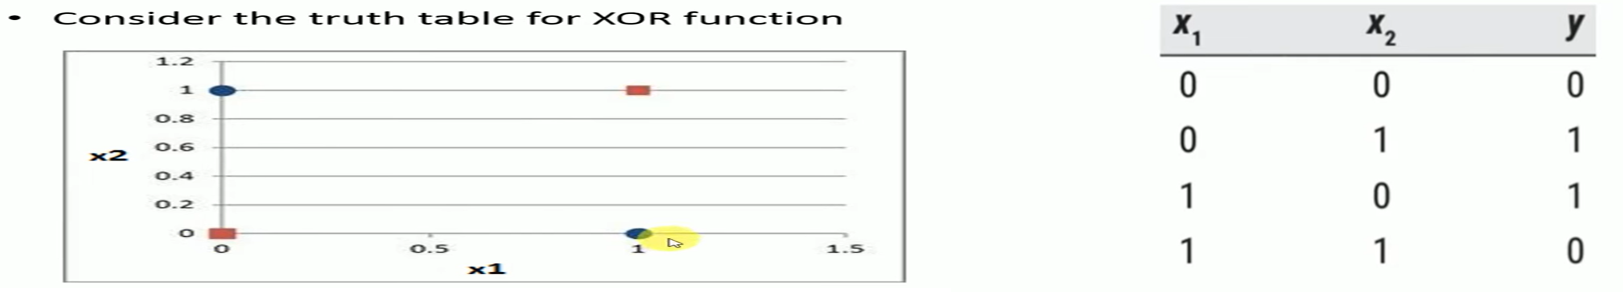 • Consider the truth table for XOR function
1.2
1
0.8
x2
0.6
0.4
0.2
0
0 0.5 1 1.5
x1
x1 x2 y
0 0 0
0 1 1
1 0 1
1 1 0